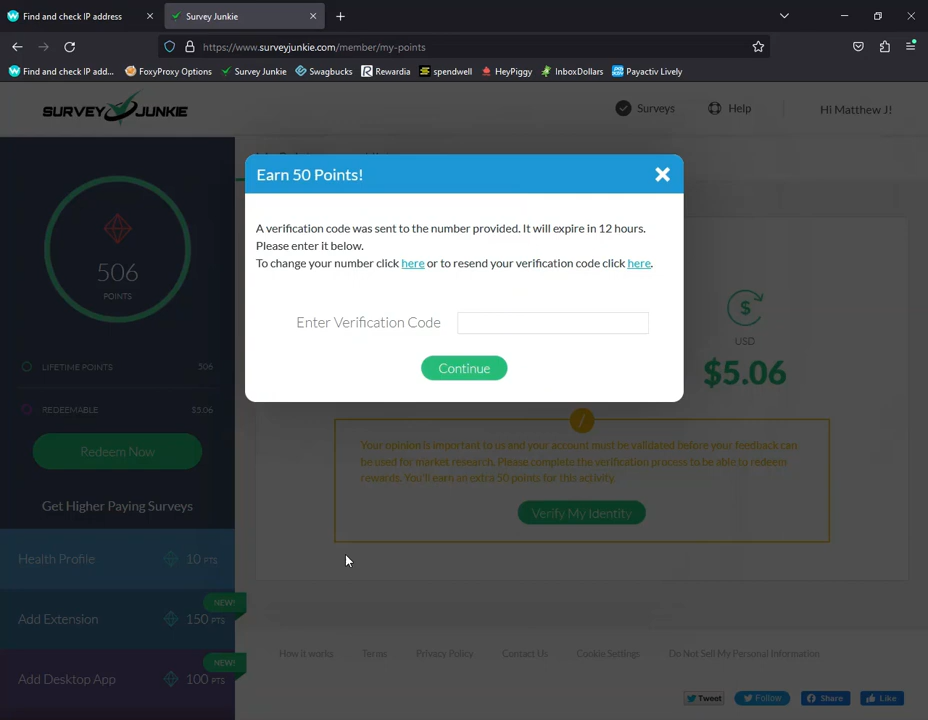 Find and check IP address
Survey Junkie
https://www.surveyjunkie.com/member/my-points
Find and check IP add...
FoxyProxy Options
Survey Junkie
Swagbucks
Rewardia
spendwell
HeyPiggy
InboxDollars
Payactiv Lively
SURVEY JUNKIE
Surveys
Help
Hi Matthew J!
Earn 50 Points!
A verification code was sent to the number provided. It will expire in 12 hours.
Please enter it below.
To change your number click here or to resend your verification code click here.
Enter Verification Code
Continue
506
POINTS
LIFETIME POINTS 506
REDEEMABLE $5.06
Redeem Now
Get Higher Paying Surveys
Health Profile 10 PTS
NEW!
Add Extension 150 PTS
NEW!
Add Desktop App 100 PTS
USD
$5.06
Your opinion is important to us and your account must be validated before your feedback can
be used for market research. Please complete the verification process to be able to redeem
rewards. You'll earn an extra 50 points for this activity.
Verify My Identity
How it works
Terms
Privacy Policy
Contact Us
Cookie Settings
Do Not Sell My Personal Information
Tweet
Follow
Share
Like